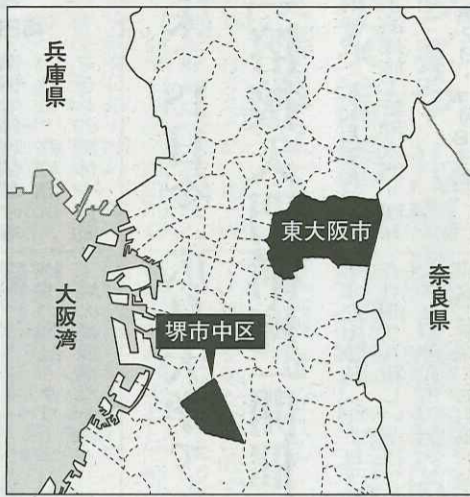 兵庫県
東大阪市
奈良県
大阪湾
堺市中区